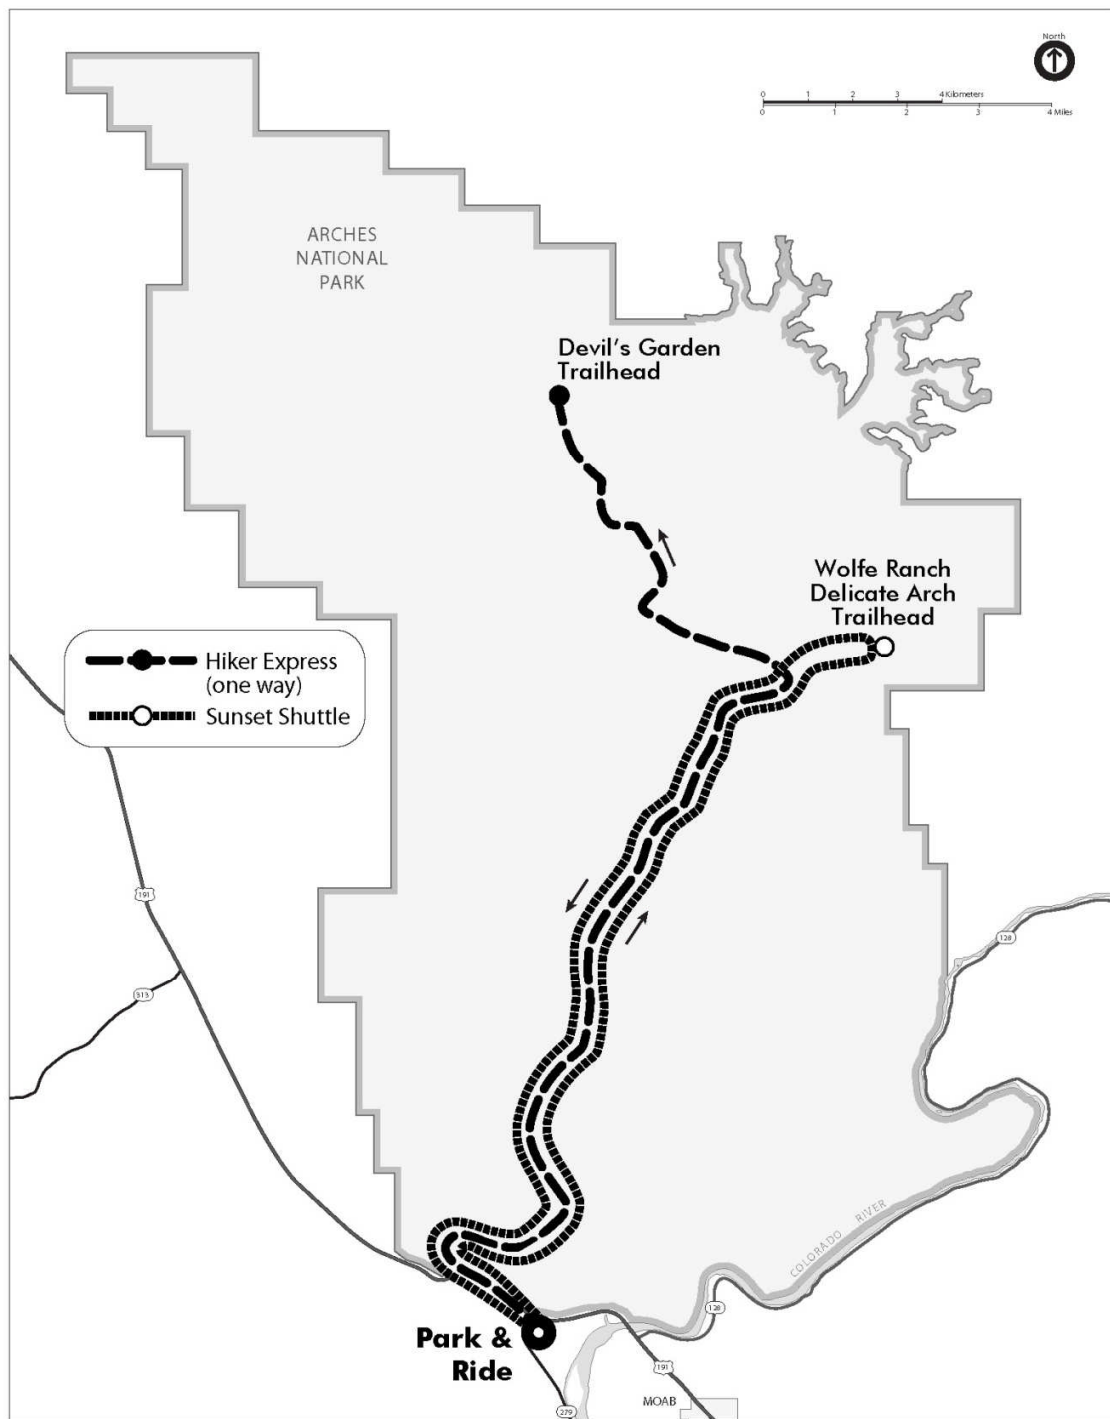 North
0 1 2 3 4 Kilometers
0 1 2 3 4 Miles
ARCHES
NATIONAL
PARK
Devil's Garden
Trailhead
Wolfe Ranch
Delicate Arch
Trailhead
Hiker Express
(one way)
Sunset Shuttle
191
128
313
COLORADO RIVER
128
Park &
Ride
191
MOAB
279